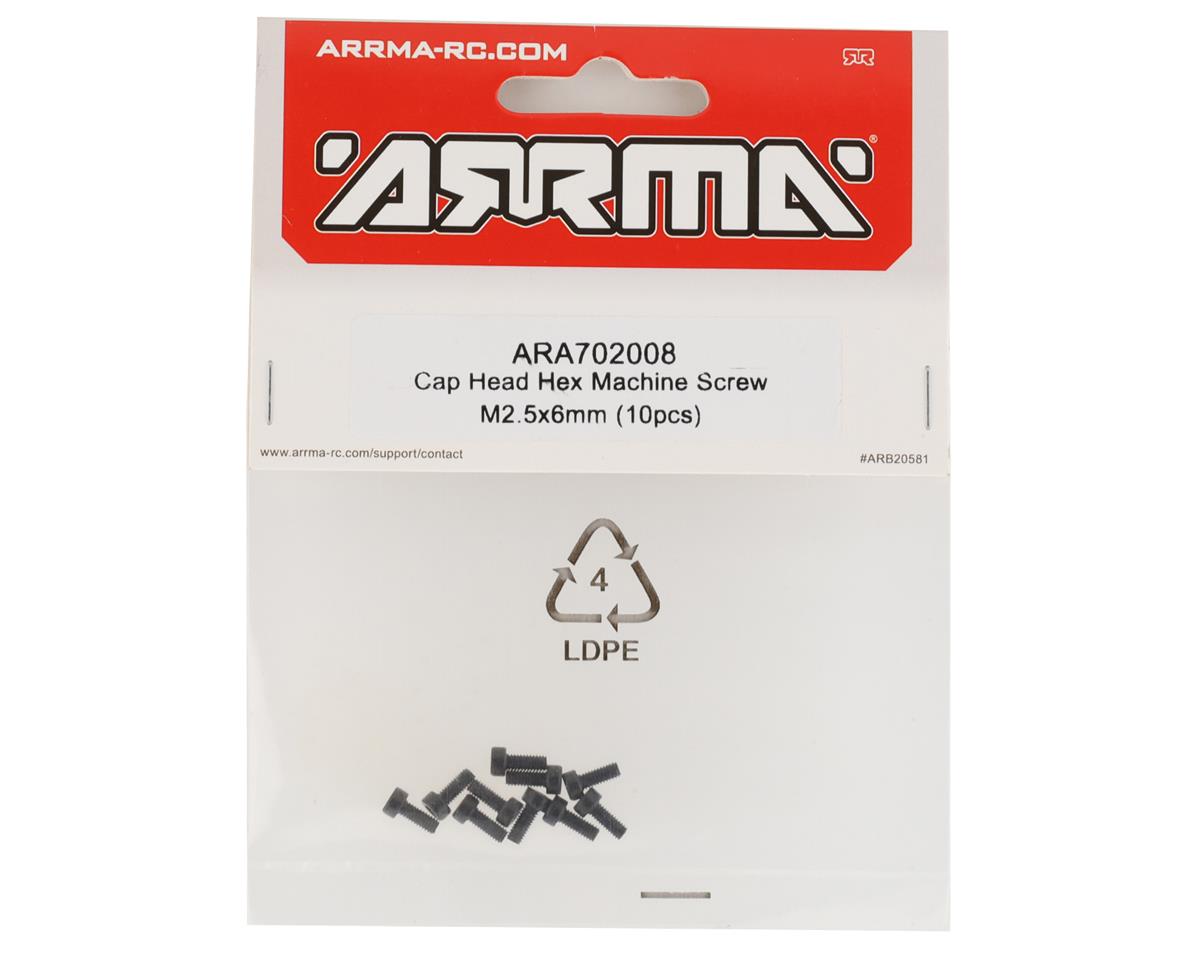 ARRMA-RC.COM
ARRMA®
ARA702008
Cap Head Hex Machine Screw
M2.5x6mm (10pcs)
www.arrma-rc.com/support/contact
#ARB20581
4
LDPE